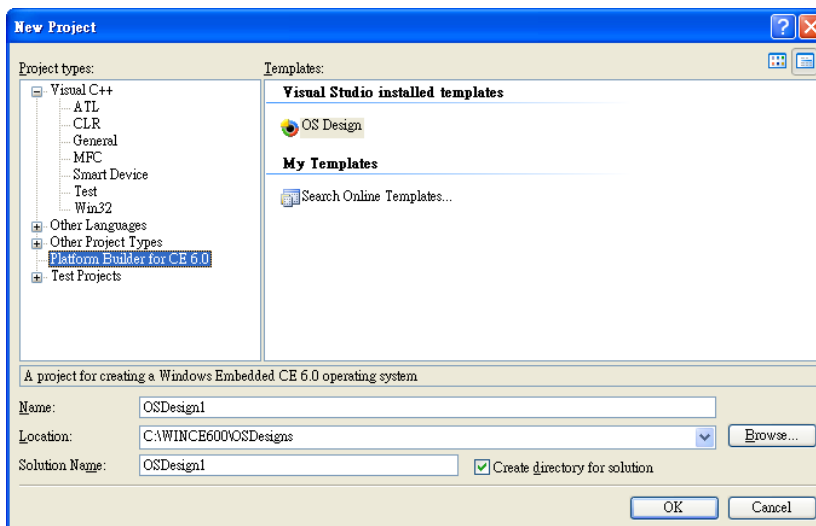 New Project
Project types:
Templates:
Visual C++
ATL
CLR
General
MFC
Smart Device
Test
Win32
Other Languages
Other Project Types
Platform Builder for CE 6.0
Test Projects
Visual Studio installed templates
OS Design
My Templates
Search Online Templates...
A project for creating a Windows Embedded CE 6.0 operating system
Name: OSDesign1
Location: C:\WINCE600\OSDesigns Browse...
Solution Name: OSDesign1 Create directory for solution
OK Cancel